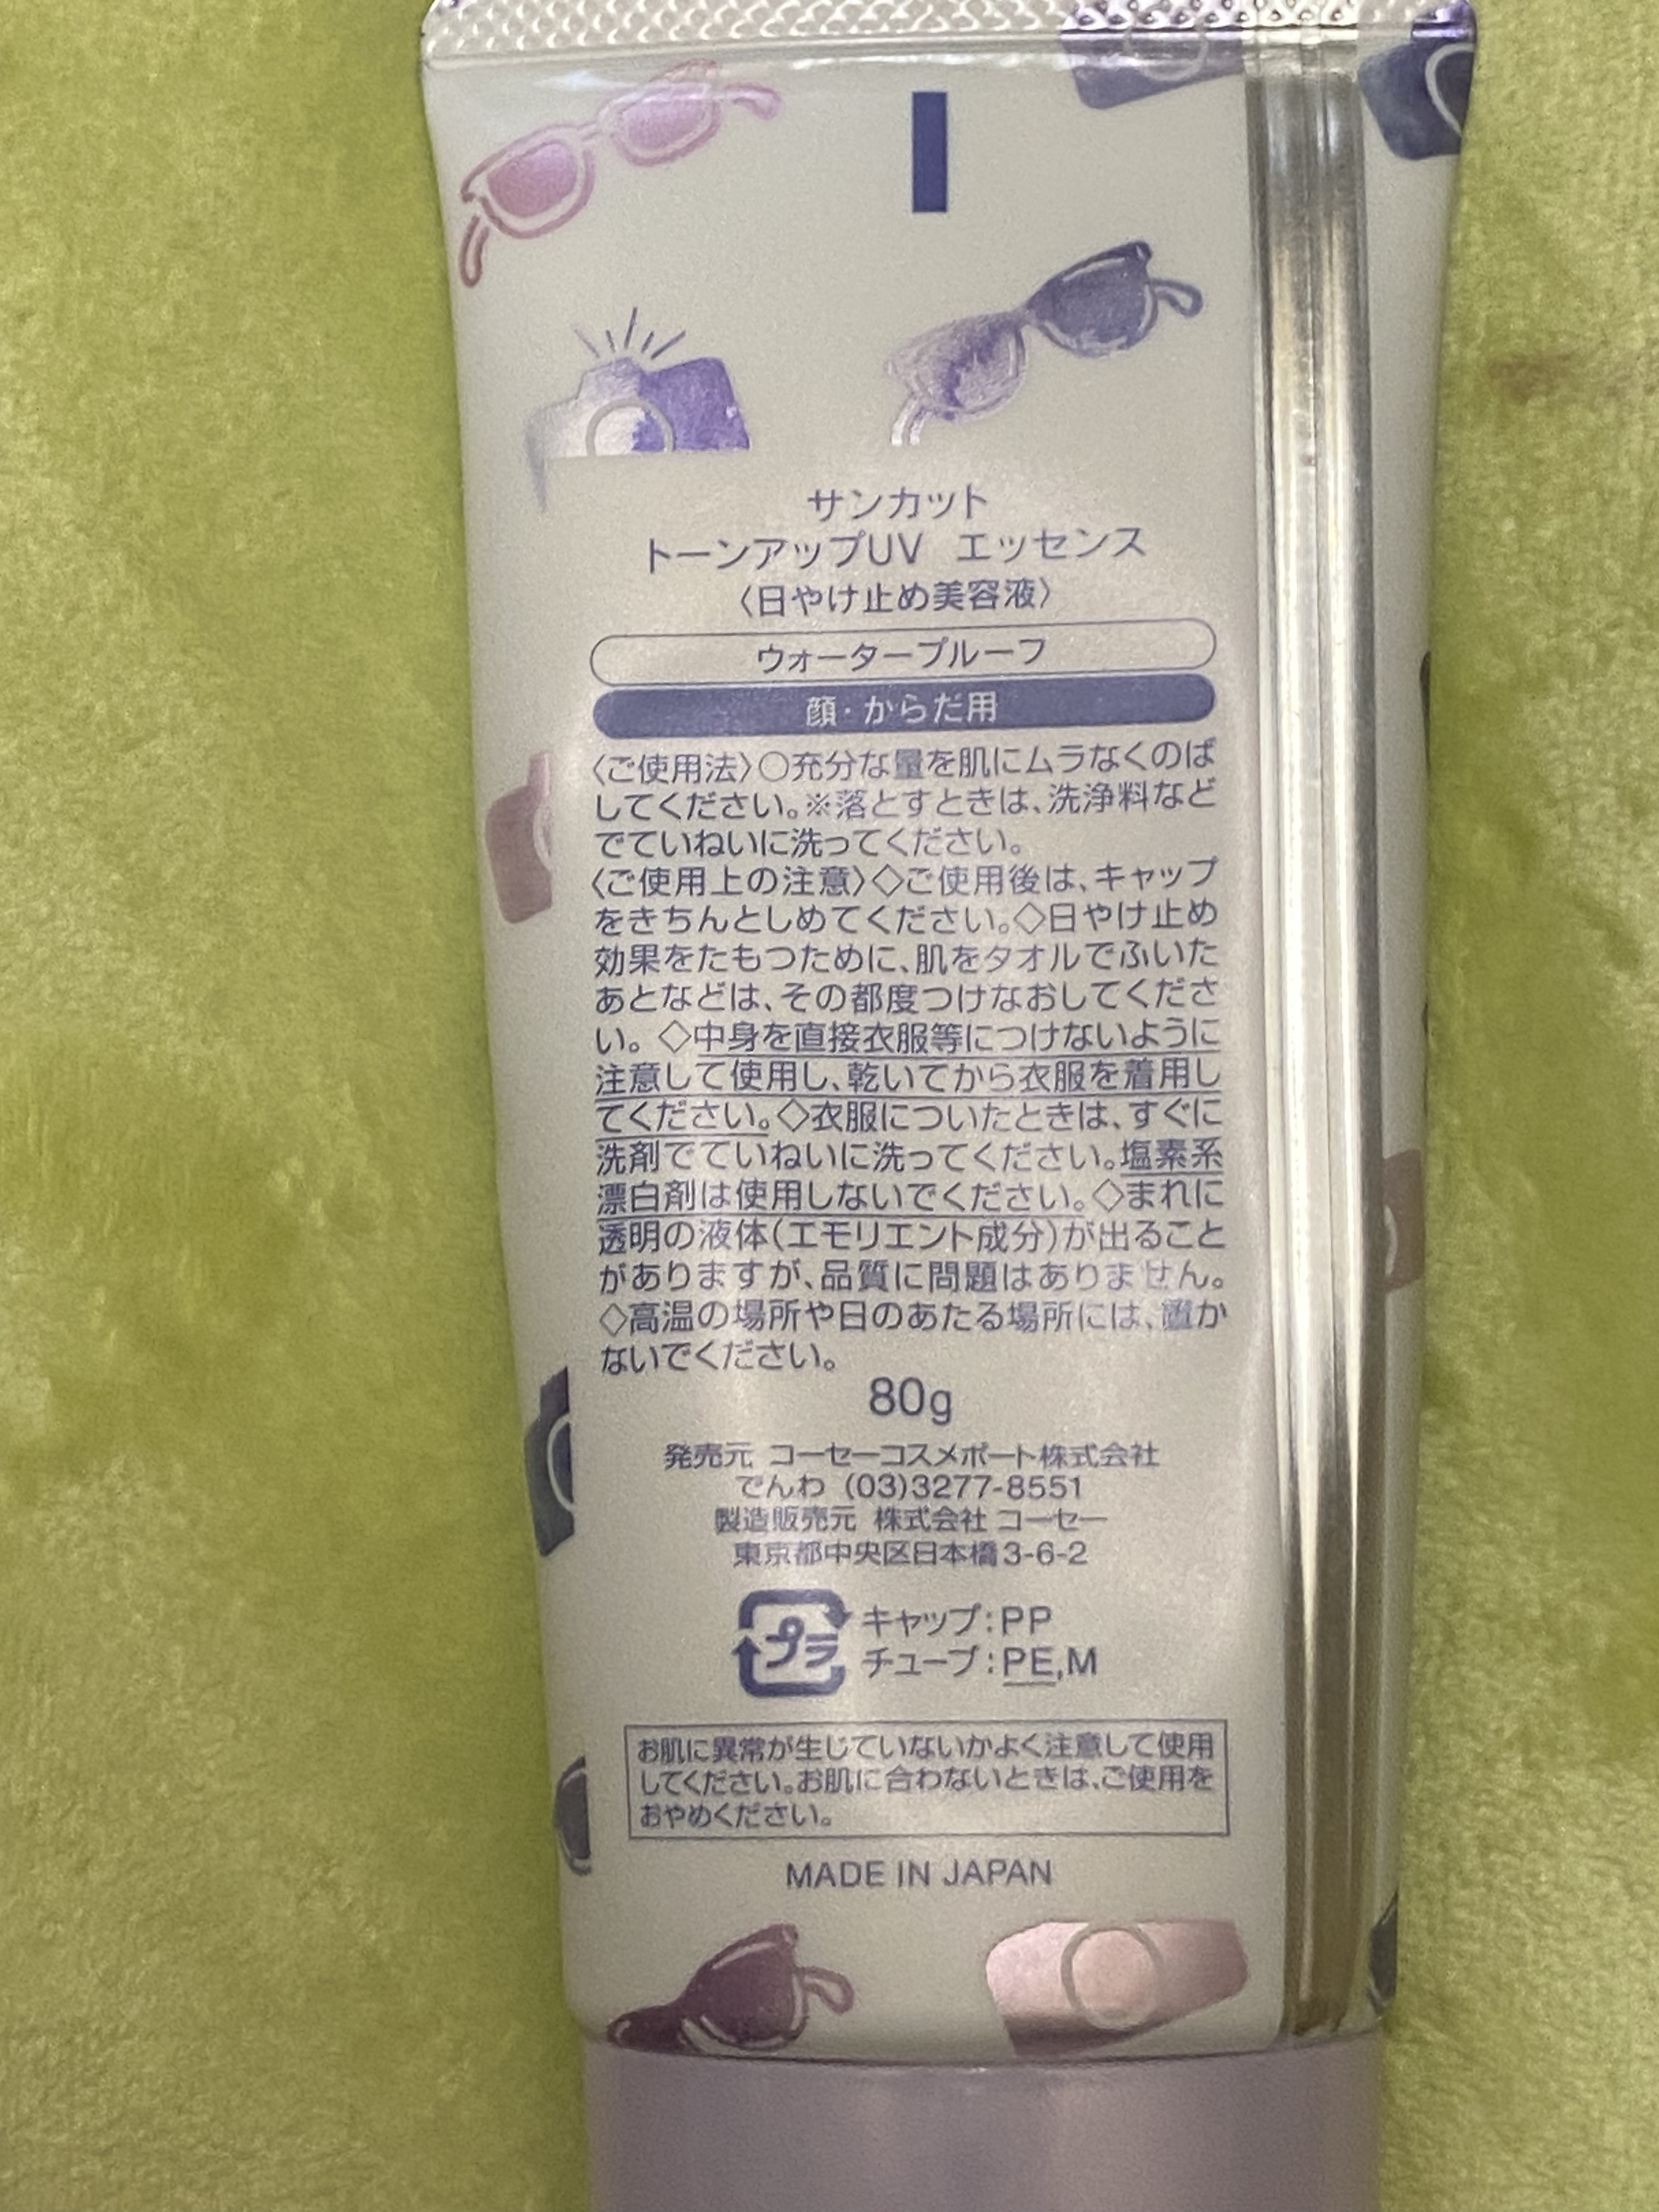 サンカット
トーンアップUV エッセンス
〈日やけ止め美容液〉
ウォータープルーフ
顔・からだ用
〈ご使用法〉○充分な量を肌にムラなくのば
してください。※落とすときは、洗浄料など
でていねいに洗ってください。
〈ご使用上の注意〉◇ご使用後は、キャップ
をきちんとしめてください。◇日やけ止め
効果をたもつために、肌をタオルでふいた
あとなどは、その都度つけなおしてくださ
い。◇中身を直接衣服等につけないように
注意して使用し、乾いてから衣服を着用し
てください。◇衣服についたときは、すぐに
洗剤でていねいに洗ってください。塩素系
漂白剤は使用しないでください。◇まれに
透明の液体(エモリエント成分)が出ること
がありますが、品質に問題はありません。
◇高温の場所や日のあたる場所には、置か
ないでください。
80g
発売元 コーセーコスメポート株式会社
でんわ (03)3277-8551
製造販売元 株式会社 コーセー
東京都中央区日本橋3-6-2
プラ キャップ:PP
チューブ:PE,M
お肌に異常が生じていないかよく注意して使用
してください。お肌に合わないときは、ご使用を
おやめください。
MADE IN JAPAN